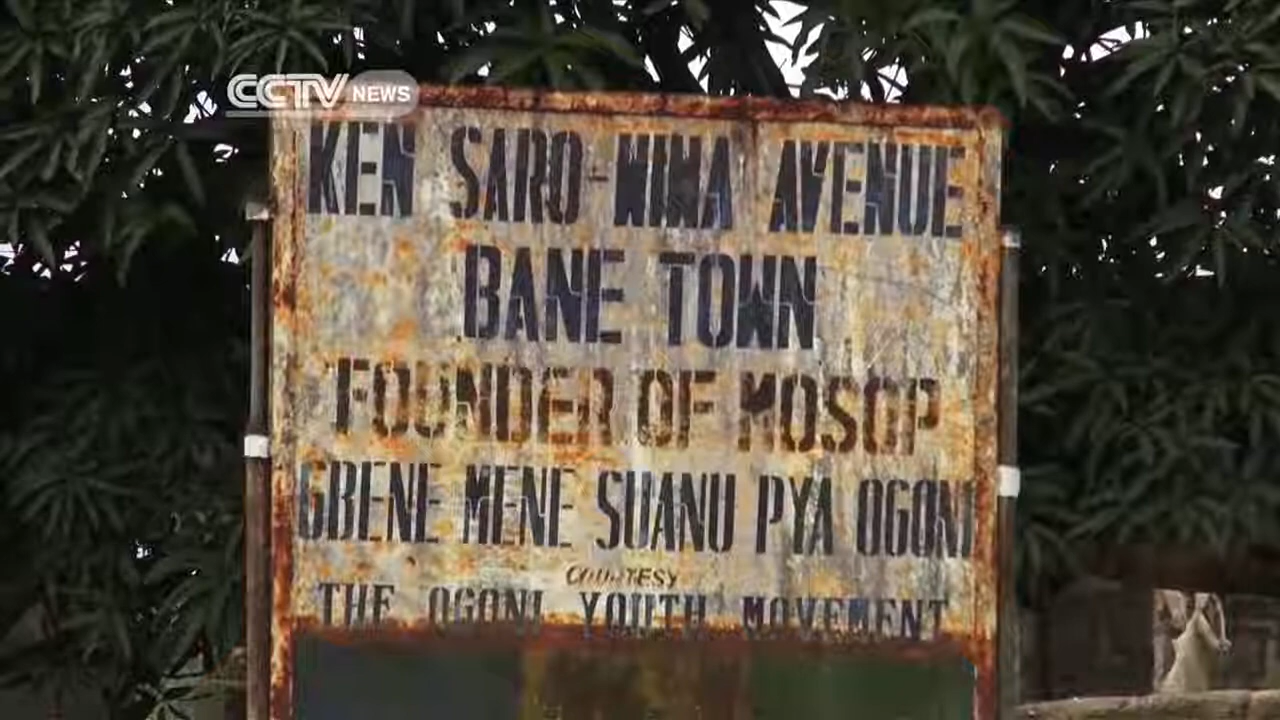 CCTV NEWS
KEN SARO-WIWA AVENUE
BANE TOWN
FOUNDER OF MOSOP
GBENE MENE SUANU PYA OGONI
COURTESY
THE OGONI YOUTH MOVEMENT